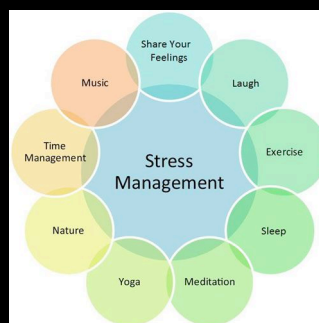 Stress
Management
Share Your
Feelings
Laugh
Exercise
Sleep
Meditation
Yoga
Nature
Time
Management
Music